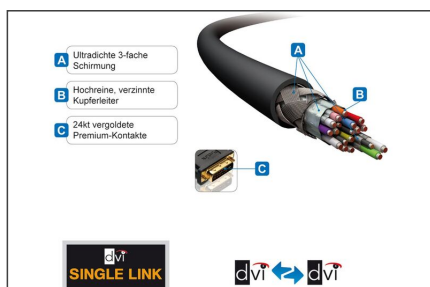 A Ultradichte 3-fache
Schirmung
B Hochreine, verzinnte
Kupferleiter
C 24kt vergoldete
Premium-Kontakte
A
B
C
dvi
SINGLE LINK
dvi dvi